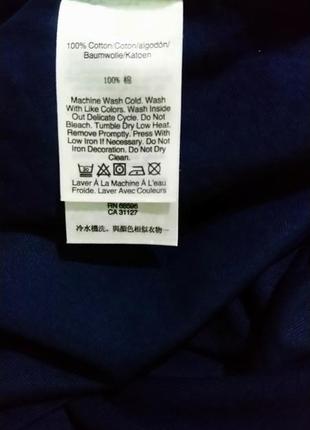 100% Cotton/Coton/algodón/
Baumwolle/Katoen
100% 棉
Machine Wash Cold. Wash
With Like Colors. Wash Inside
Out Delicate Cycle. Do Not
Bleach. Tumble Dry Low Heat.
Remove Promptly. Press With
Low Iron If Necessary. Do Not
Iron Decoration. Do Not Dry
Clean.
Laver À La Machine À L'eau
Froide. Laver Avec Couleurs
RN 68595
CA 31127
冷水機洗。與顏色相似衣物一